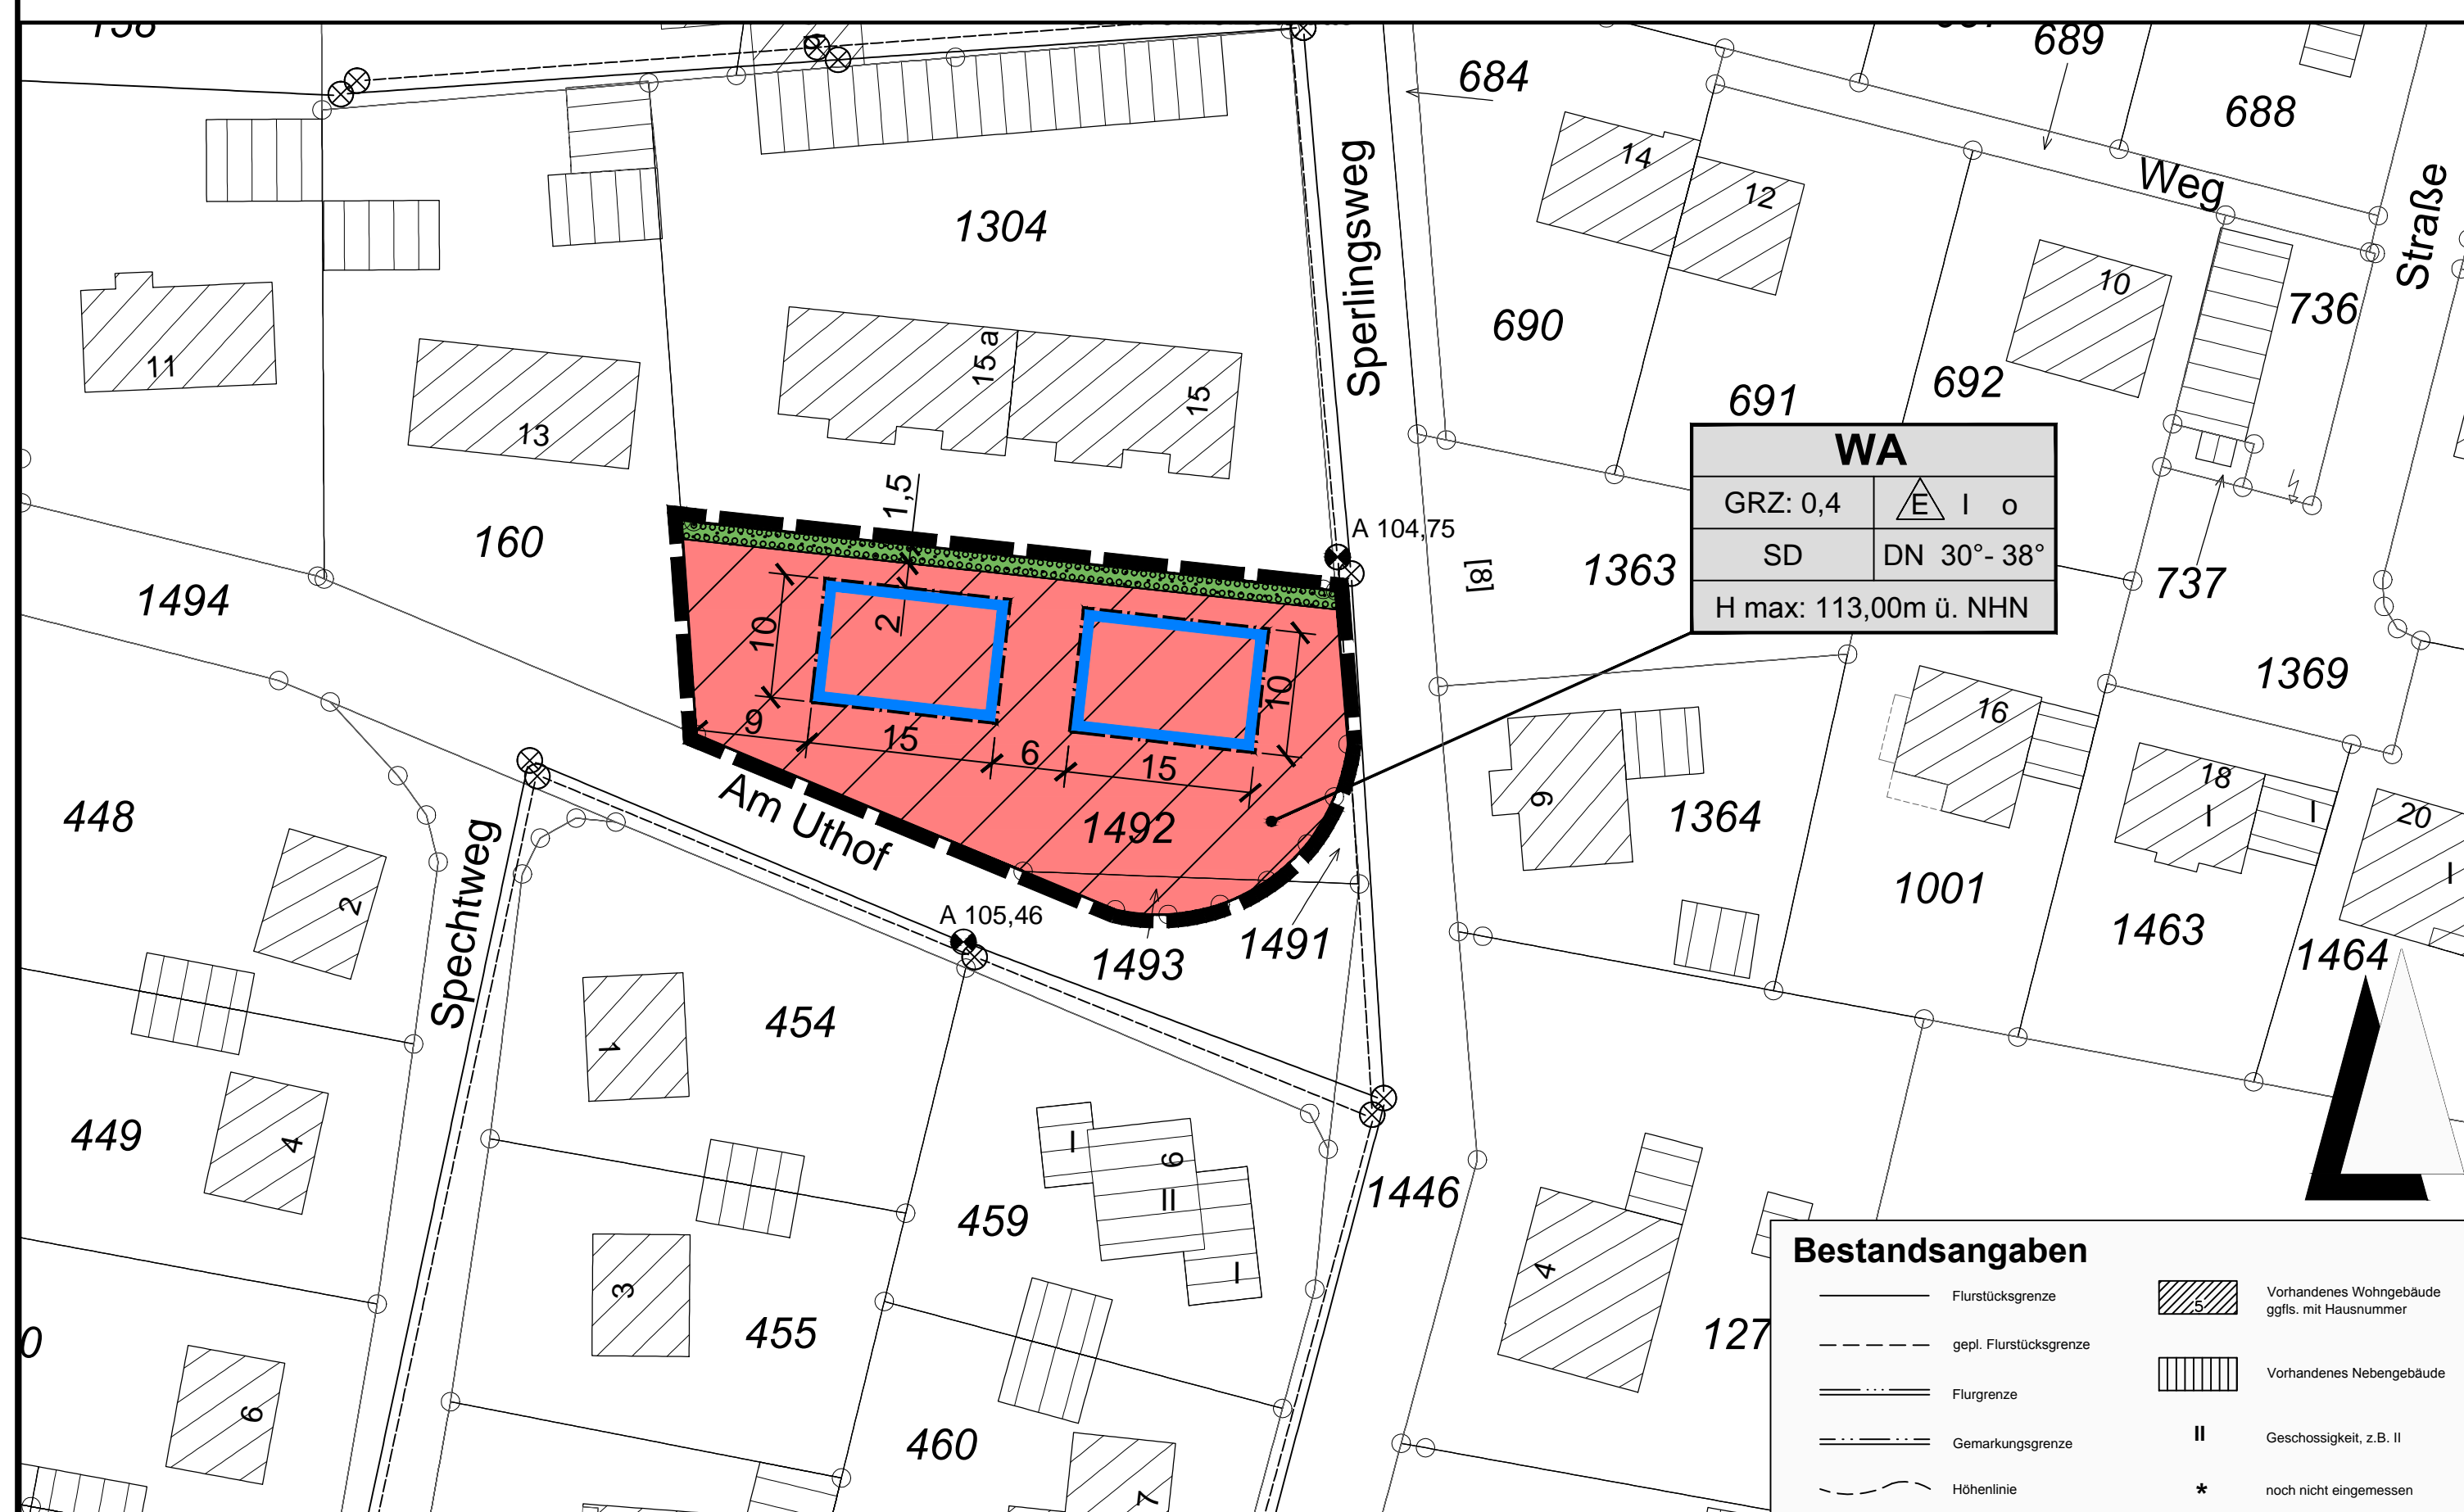 689
684
688
14
12
Weg
Straße
1304
Sperlingsweg
10
736
690
11
15 a
15
13
691
692
WA
GRZ: 0,4
E I o
SD
DN 30°- 38°
H max: 113,00m ü. NHN
1,5
A 104,75
160
[8]
1363
737
1494
2
10
10
9
15
6
15
1369
16
18
I
I
20
I
448
Am Uthof
1492
9
1364
1001
1463
1464
Spechtweg
2
A 105,46
1493
1491
1
454
449
4
I
6
II
I
459
1446
4
3
455
127
0
6
460
7
Bestandsangaben
Flurstücksgrenze
gepl. Flurstücksgrenze
Flurgrenze
Gemarkungsgrenze
Höhenlinie
5
Vorhandenes Wohngebäude
ggfls. mit Hausnummer
Vorhandenes Nebengebäude
II
Geschossigkeit, z.B. II
*
noch nicht eingemessen